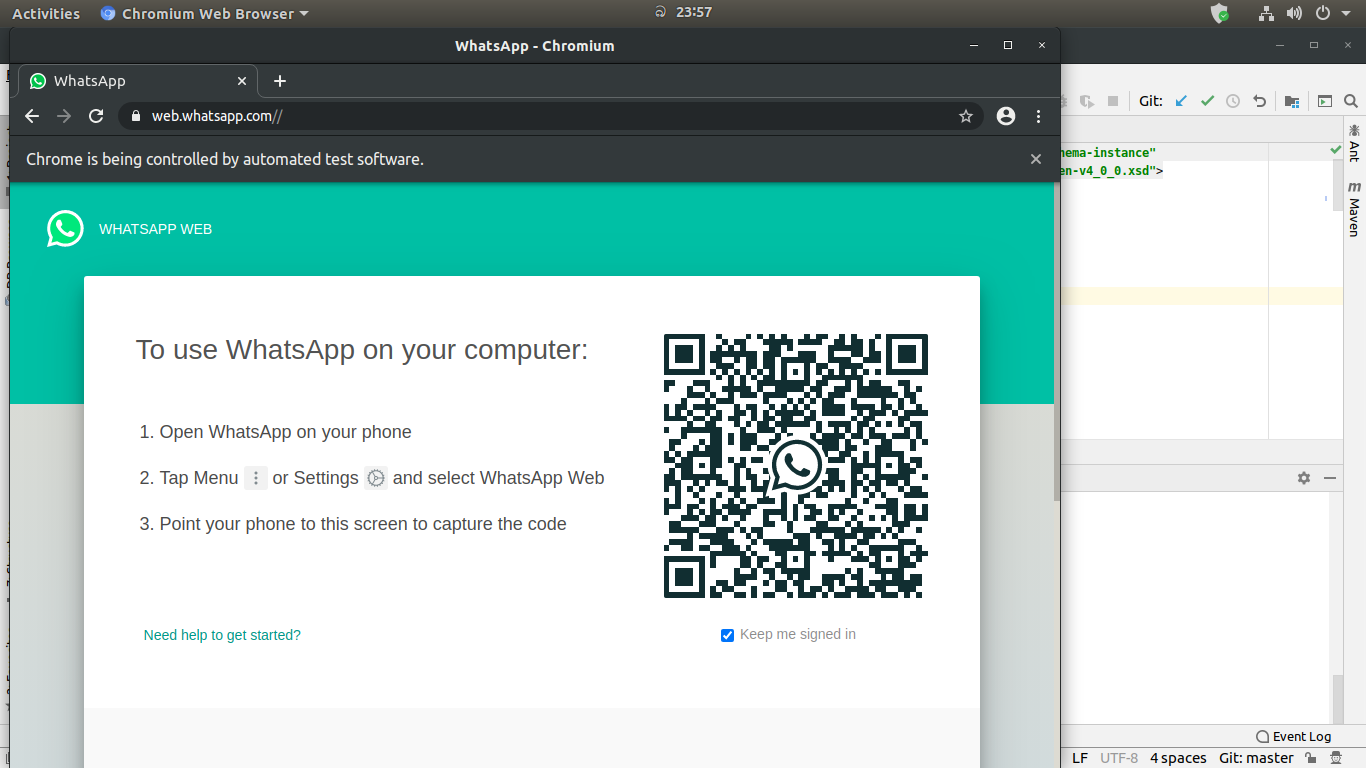 Activities
Chromium Web Browser
23:57
WhatsApp - Chromium
WhatsApp
web.whatsapp.com//
Git:
Chrome is being controlled by automated test software.
hema-instance"
en-v4_0_0.xsd">
Ant
Maven
WHATSAPP WEB
To use WhatsApp on your computer:
1. Open WhatsApp on your phone
2. Tap Menu or Settings and select WhatsApp Web
3. Point your phone to this screen to capture the code
Need help to get started?
Keep me signed in
Event Log
LF UTF-8 4 spaces Git: master